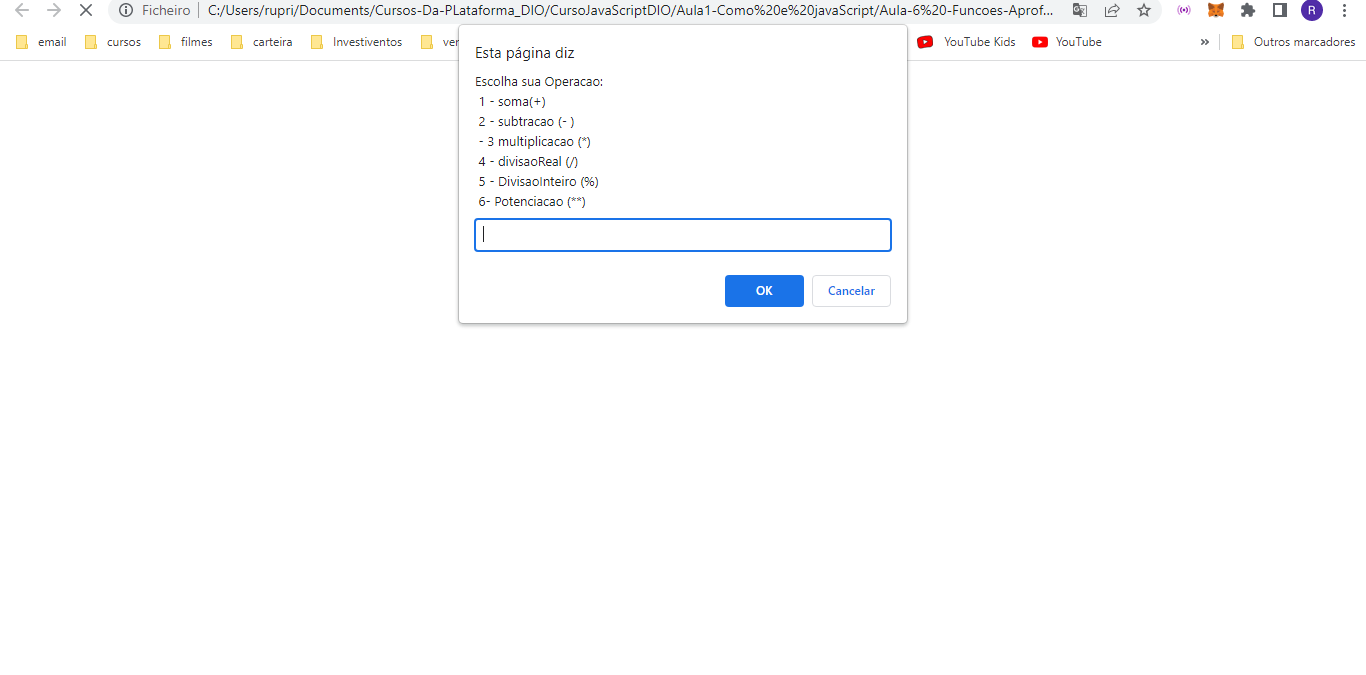 Ficheiro C:/Users/rupri/Documents/Cursos-Da-PLataforma_DIO/CursoJavaScriptDIO/Aula1-Como%20e%20javaScript/Aula-6%20-Funcoes-Aprof... R
email cursos filmes carteira Investiventos ver YouTube Kids YouTube » Outros marcadores
Esta página diz
Escolha sua Operacao:
1 - soma(+)
2 - subtracao (- )
- 3 multiplicacao (*)
4 - divisaoReal (/)
5 - DivisaoInteiro (%)
6- Potenciacao (**)
OK Cancelar